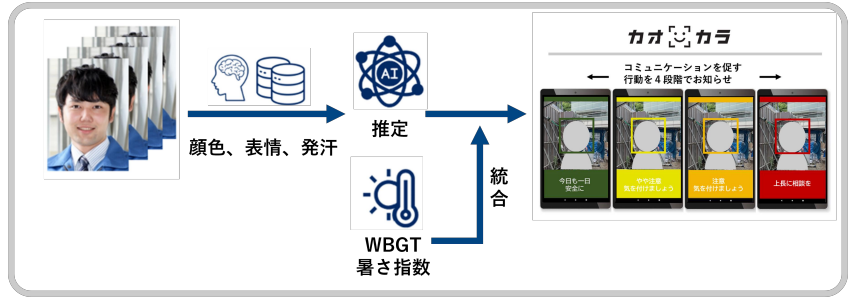 カオカラ
コミュニケーションを促す
行動を4段階でお知らせ
顔色、表情、発汗
AI
推定
統合
WBGT
暑さ指数
今日も一日
安全に
やや注意
気を付けましょう
注意
気を付けましょう
上長に相談を